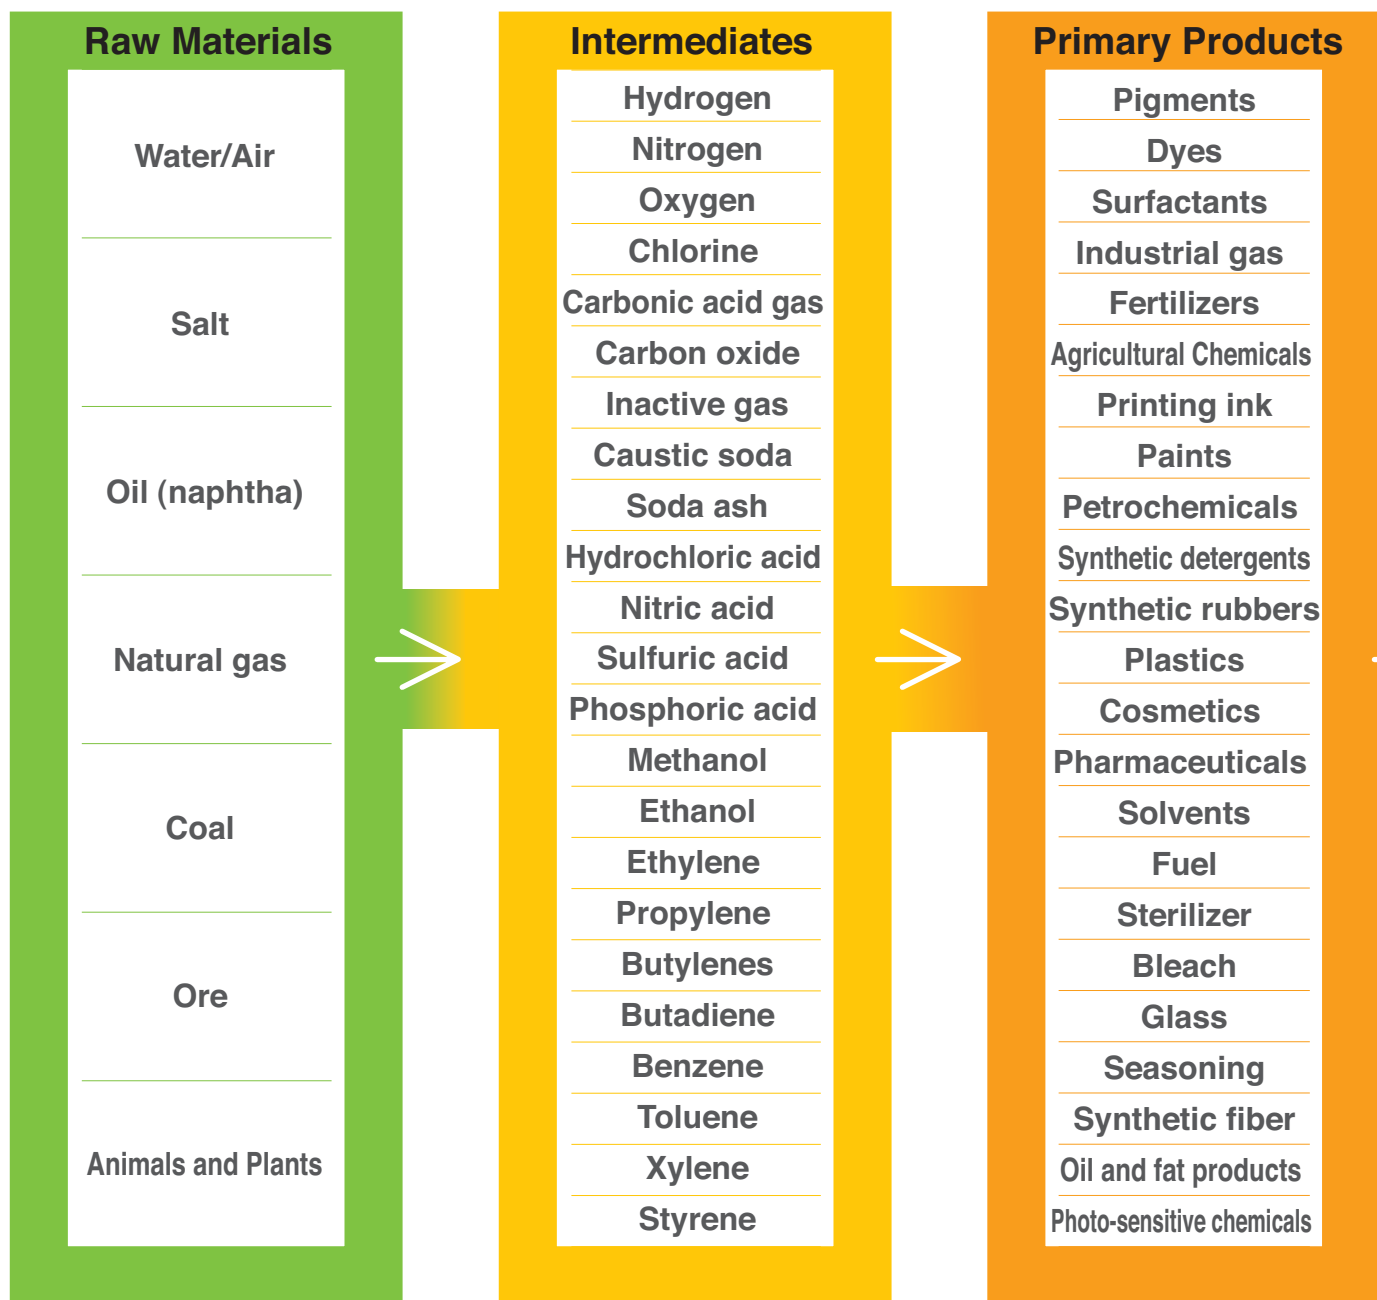 Raw Materials
Water/Air
Salt
Oil (naphtha)
Natural gas
Coal
Ore
Animals and Plants
Intermediates
Hydrogen
Nitrogen
Oxygen
Chlorine
Carbonic acid gas
Carbon oxide
Inactive gas
Caustic soda
Soda ash
Hydrochloric acid
Nitric acid
Sulfuric acid
Phosphoric acid
Methanol
Ethanol
Ethylene
Propylene
Butylenes
Butadiene
Benzene
Toluene
Xylene
Styrene
Primary Products
Pigments
Dyes
Surfactants
Industrial gas
Fertilizers
Agricultural Chemicals
Printing ink
Paints
Petrochemicals
Synthetic detergents
Synthetic rubbers
Plastics
Cosmetics
Pharmaceuticals
Solvents
Fuel
Sterilizer
Bleach
Glass
Seasoning
Synthetic fiber
Oil and fat products
Photo-sensitive chemicals